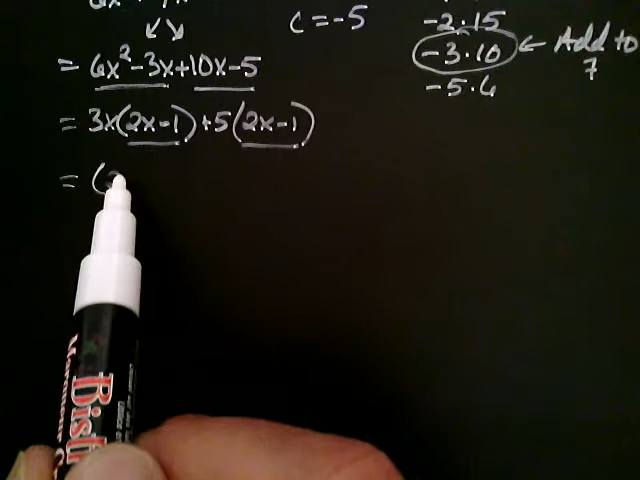 c = -5
-2·15
= 6x² - 3x + 10x - 5
-3·10 ← Add to 7
-5·6
= 3x(2x-1) + 5(2x-1)
= (